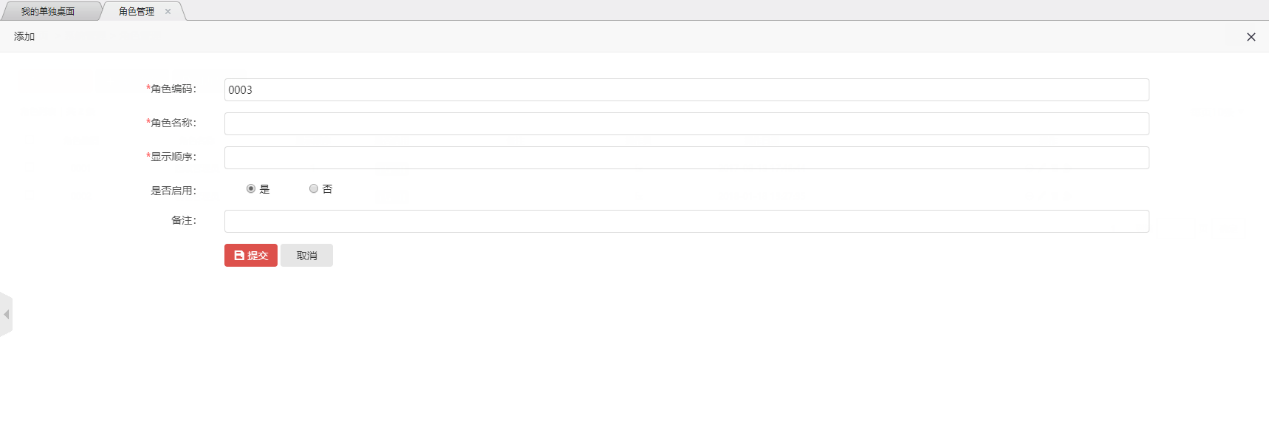 我的单独桌面 角色管理 ×
添加 ×
*角色编码： 0003
*角色名称：
*显示顺序：
是否启用： 是 否
备注：
提交 取消